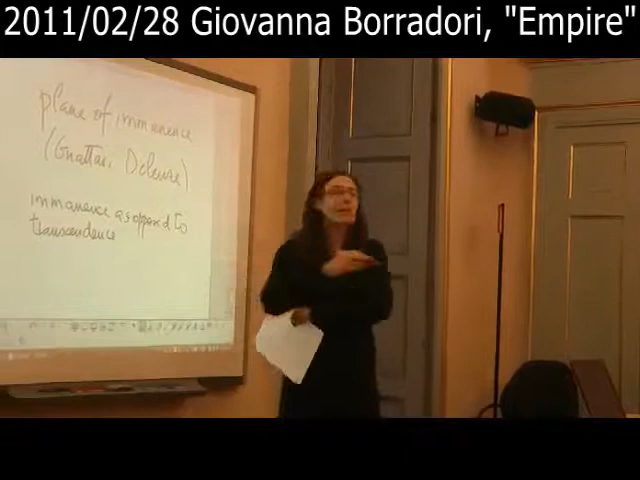 2011/02/28 Giovanna Borradori, "Empire"
plane of immanence
(Guattari, Deleuze)
immanence as opposed to
transcendence